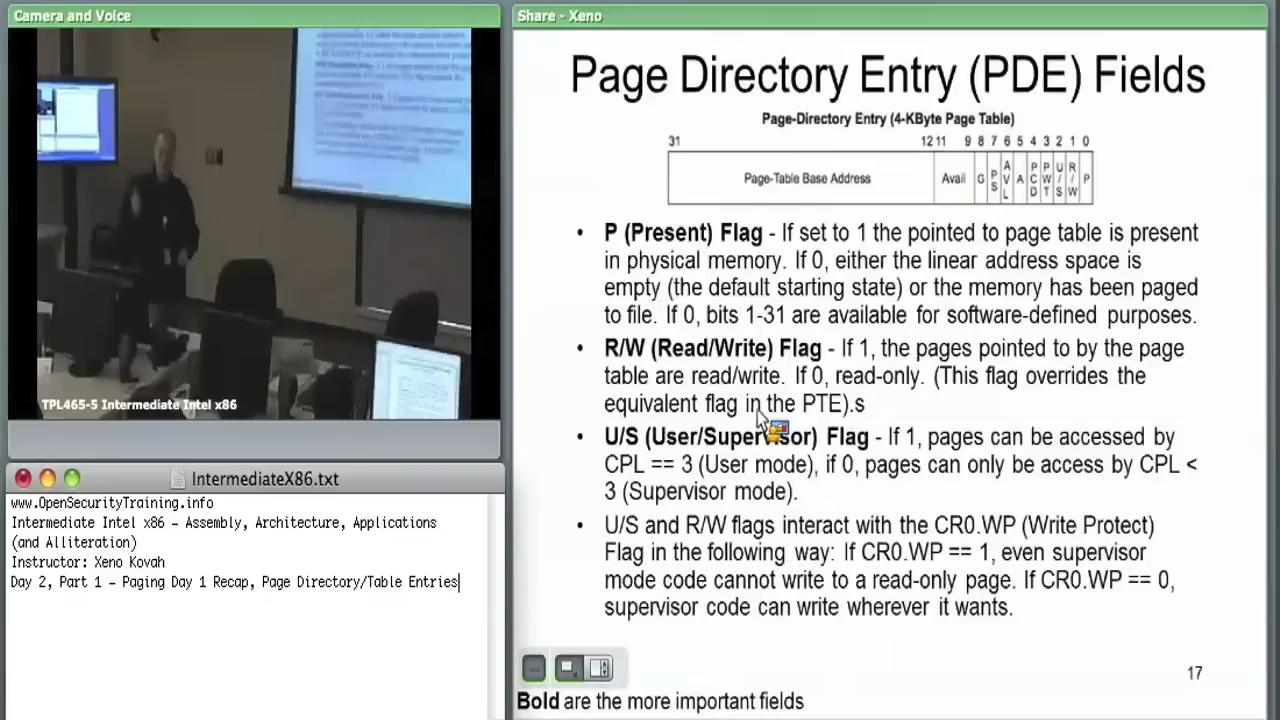 Camera and Voice
TPL465-5 Intermediate Intel x86
IntermediateX86.txt
www.OpenSecurityTraining.info
Intermediate Intel x86 – Assembly, Architecture, Applications
(and Alliteration)
Instructor: Xeno Kovah
Day 2, Part 1 – Paging Day 1 Recap, Page Directory/Table Entries
Share - Xeno
Page Directory Entry (PDE) Fields
Page-Directory Entry (4-KByte Page Table)
31 12 11 9 8 7 6 5 4 3 2 1 0
Page-Table Base Address Avail G PS AVL A PCD PWT U/S R/W P
• P (Present) Flag - If set to 1 the pointed to page table is present
in physical memory. If 0, either the linear address space is
empty (the default starting state) or the memory has been paged
to file. If 0, bits 1-31 are available for software-defined purposes.
• R/W (Read/Write) Flag - If 1, the pages pointed to by the page
table are read/write. If 0, read-only. (This flag overrides the
equivalent flag in the PTE).s
• U/S (User/Supervisor) Flag - If 1, pages can be accessed by
CPL == 3 (User mode), if 0, pages can only be access by CPL <
3 (Supervisor mode).
• U/S and R/W flags interact with the CR0.WP (Write Protect)
Flag in the following way: If CR0.WP == 1, even supervisor
mode code cannot write to a read-only page. If CR0.WP == 0,
supervisor code can write wherever it wants.
17
Bold are the more important fields